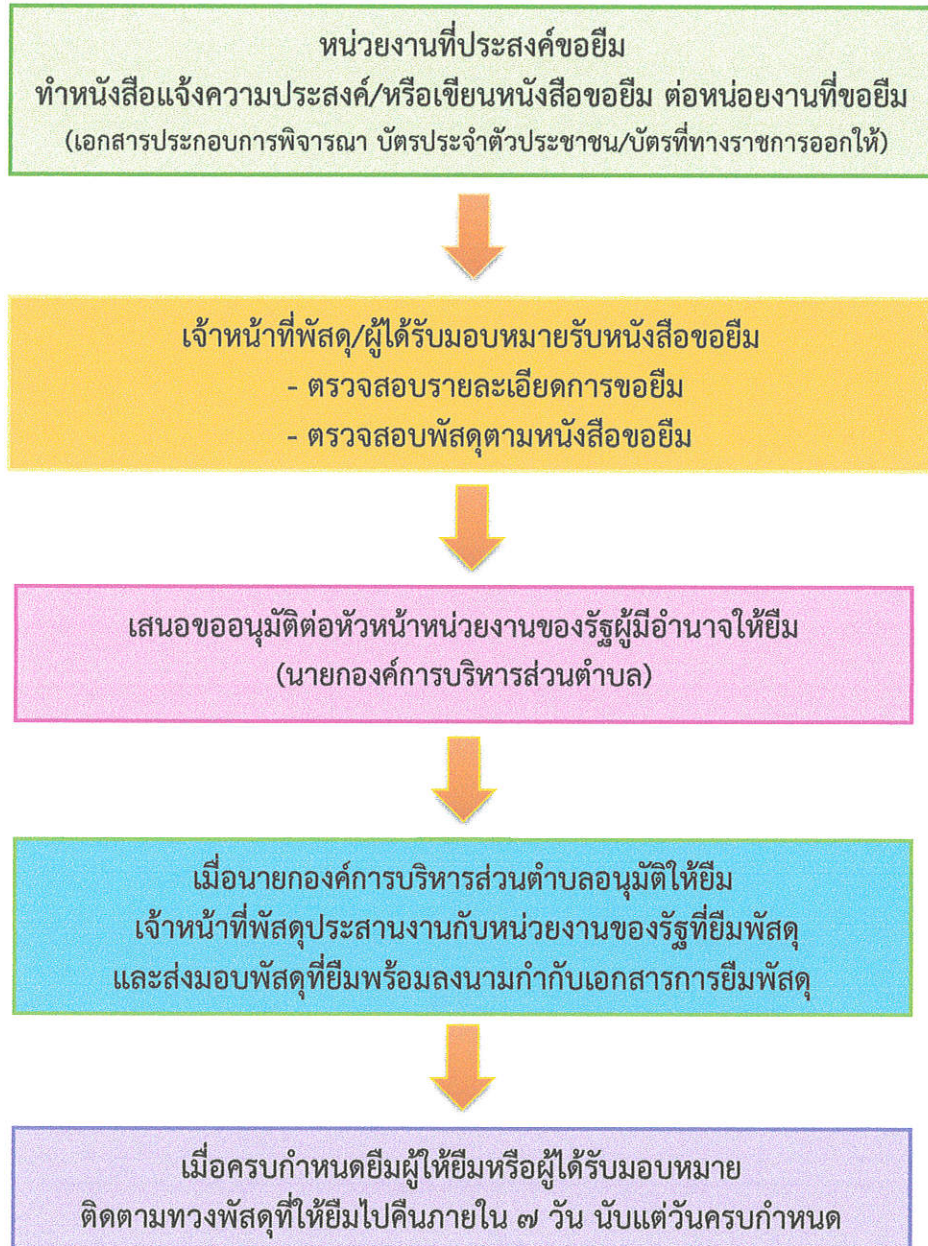 หน่วยงานที่ประสงค์ขอยืม
ทำหนังสือแจ้งความประสงค์/หรือเขียนหนังสือขอยืม ต่อหน่อยงานที่ขอยืม
(เอกสารประกอบการพิจารณา บัตรประจำตัวประชาชน/บัตรที่ทางราชการออกให้)
เจ้าหน้าที่พัสดุ/ผู้ได้รับมอบหมายรับหนังสือขอยืม
- ตรวจสอบรายละเอียดการขอยืม
- ตรวจสอบพัสดุตามหนังสือขอยืม
เสนอขออนุมัติต่อหัวหน้าหน่วยงานของรัฐผู้มีอำนาจให้ยืม
(นายกองค์การบริหารส่วนตำบล)
เมื่อนายกองค์การบริหารส่วนตำบลอนุมัติให้ยืม
เจ้าหน้าที่พัสดุประสานงานกับหน่วยงานของรัฐที่ยืมพัสดุ
และส่งมอบพัสดุที่ยืมพร้อมลงนามกำกับเอกสารการยืมพัสดุ
เมื่อครบกำหนดยืมผู้ให้ยืมหรือผู้ได้รับมอบหมาย
ติดตามทวงพัสดุที่ให้ยืมไปคืนภายใน ๗ วัน นับแต่วันครบกำหนด